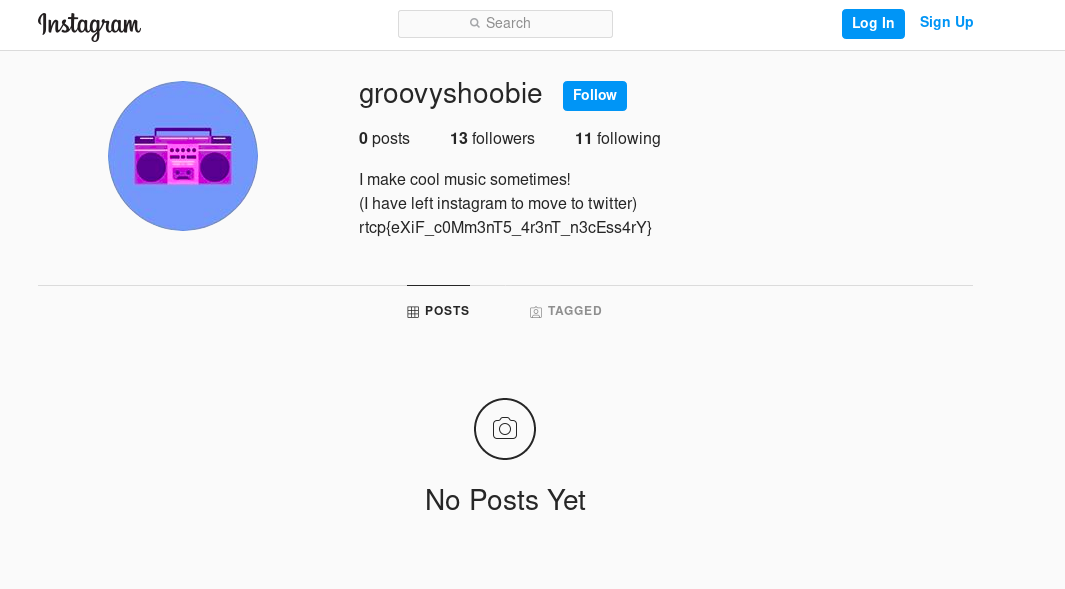 Instagram
Search
Log In
Sign Up
groovyshoobie
Follow
0 posts
13 followers
11 following
I make cool music sometimes!
(I have left instagram to move to twitter)
rtcp{eXiF_c0Mm3nT5_4r3nT_n3cEss4rY}
POSTS
TAGGED
No Posts Yet